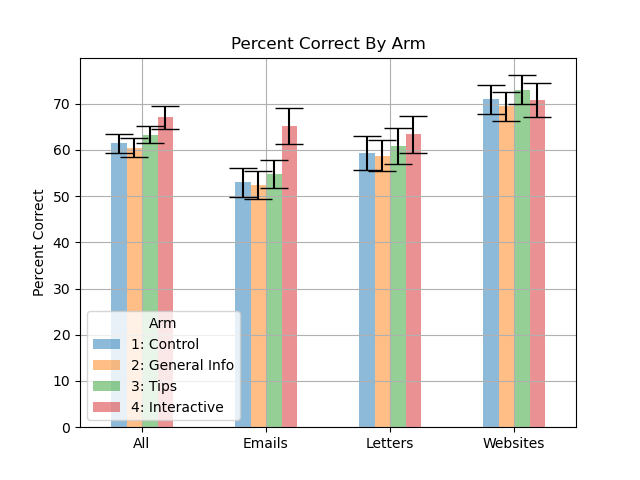 Percent Correct By Arm
Percent Correct
70
60
50
40
30
20
10
0
Arm
1: Control
2: General Info
3: Tips
4: Interactive
All
Emails
Letters
Websites